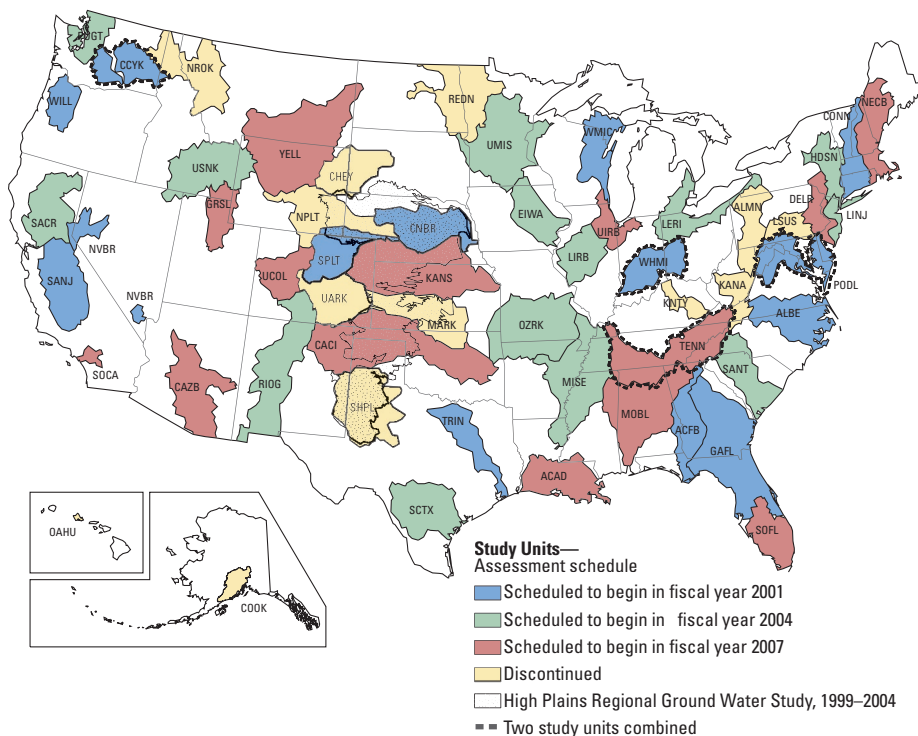 PUGT
CCYK
NROK
WILL
REDN
CONN
NECB
WMIC
UMIS
YELL
HDSN
USNK
CHEY
GRSL
DELR
ALMN
LSUS
LINJ
SACR
NPLT
CNBR
EIWA
UIRB
LERI
NVBR
SPLT
LIRB
WHMI
SANJ
UCOL
KANS
KANA
PODL
NVBR
UARK
KNTY
ALBE
MARK
OZRK
CACI
TENN
SOCA
SANT
CAZB
RIOG
MISE
SHPL
MOBL
TRIN
ACFB
GAFL
ACAD
SCTX
SOFL
OAHU
COOK
Study Units—
Assessment schedule
Scheduled to begin in fiscal year 2001
Scheduled to begin in fiscal year 2004
Scheduled to begin in fiscal year 2007
Discontinued
High Plains Regional Ground Water Study, 1999–2004
Two study units combined